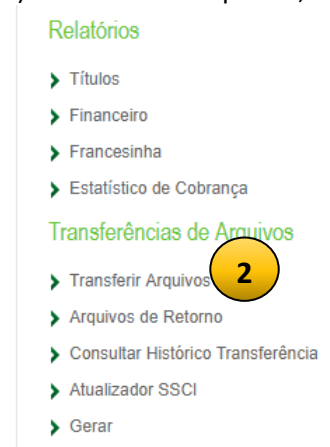 Relatórios
Títulos
Financeiro
Francesinha
Estatístico de Cobrança
Transferências de Arquivos
Transferir Arquivos
2
Arquivos de Retorno
Consultar Histórico Transferência
Atualizador SSCI
Gerar